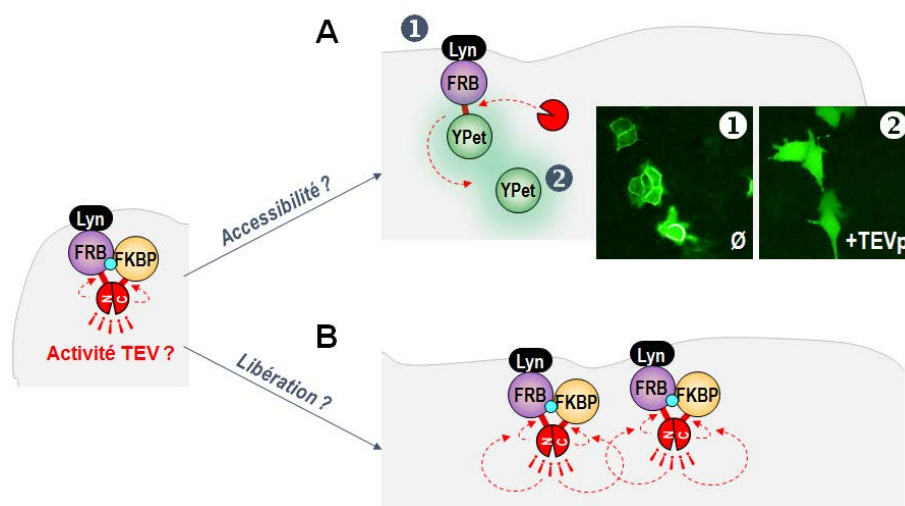 Lyn
FRB
FKBP
N
C
Activité TEV ?
Accessibilité ?
Libération ?
A
1
Lyn
FRB
YPet
YPet
2
1
Ø
2
+TEVp
B
Lyn
FRB
FKBP
N
C
Lyn
FRB
FKBP
N
C